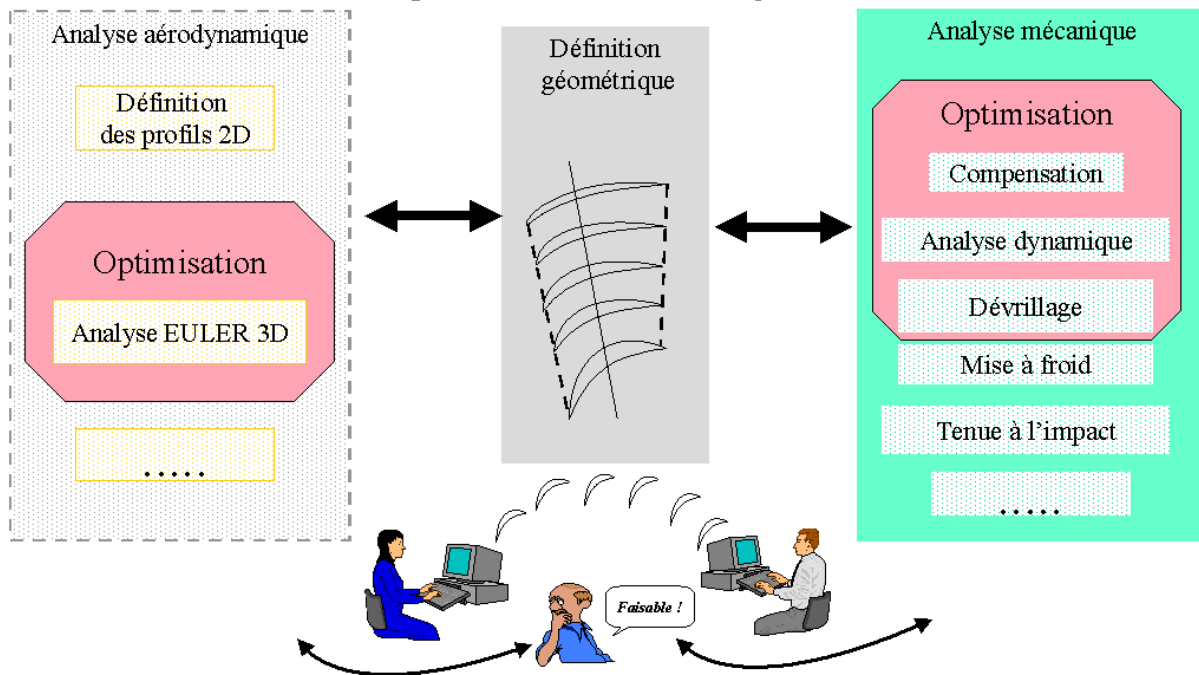 Analyse aérodynamique
Définition
des profils 2D
Optimisation
Analyse EULER 3D
.....
Définition
géométrique
Analyse mécanique
Optimisation
Compensation
Analyse dynamique
Dévrillage
Mise à froid
Tenue à l'impact
.....
Faisable !